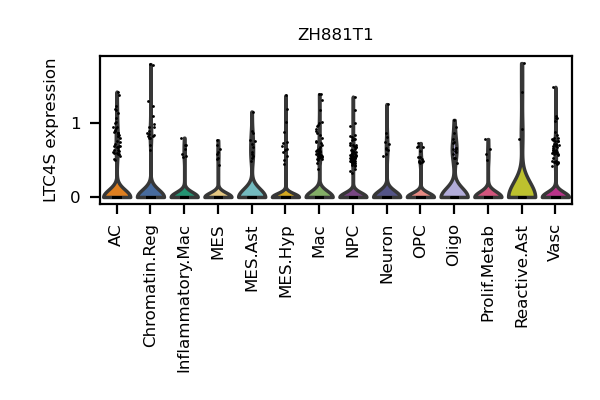 ZH881T1
LTC4S expression
1
0
AC
Chromatin.Reg
Inflammatory.Mac
MES
MES.Ast
MES.Hyp
Mac
NPC
Neuron
OPC
Oligo
Prolif.Metab
Reactive.Ast
Vasc